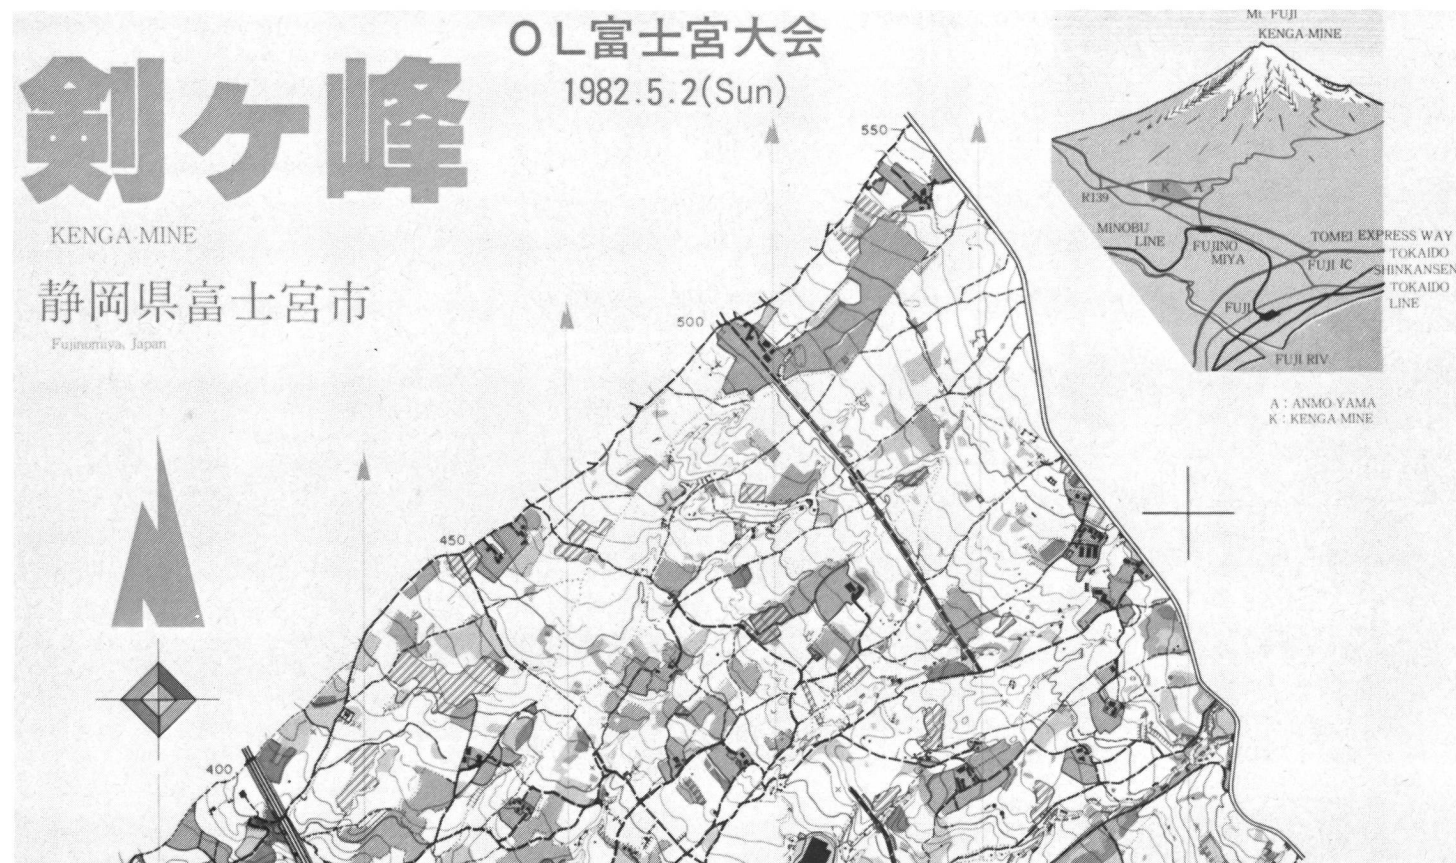 OL富士宮大会
1982.5.2(Sun)
剣ヶ峰
KENGA-MINE
静岡県富士宮市
Fujinomiya, Japan
Mt. FUJI
KENGA-MINE
K
A
R139
MINOBU
LINE
FUJINO
MIYA
TOMEI EXPRESS WAY
TOKAIDO
SHINKANSEN
FUJI IC
TOKAIDO
LINE
FUJI
FUJI RIV.
A : ANMO-YAMA
K : KENGA-MINE
550
500
450
400